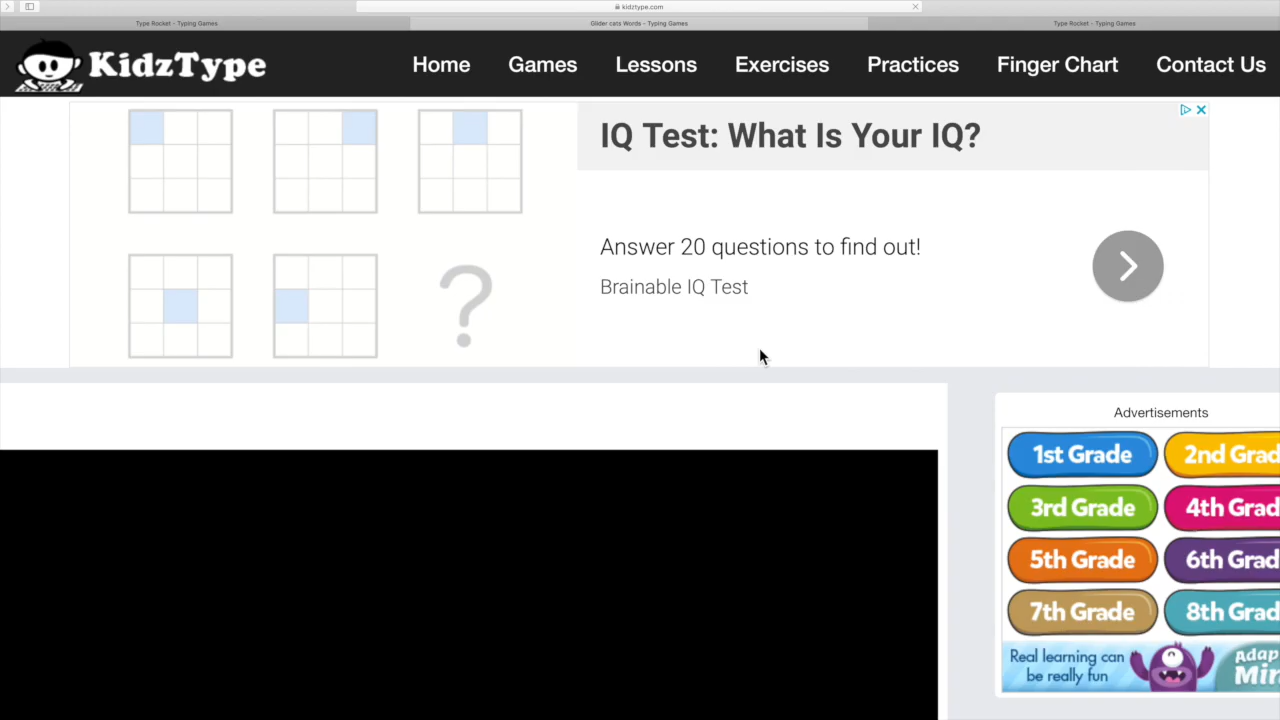 kidztype.com
Type Rocket - Typing Games
Glider cats Words - Typing Games
Type Rocket - Typing Games
KidzType
Home
Games
Lessons
Exercises
Practices
Finger Chart
Contact Us
IQ Test: What Is Your IQ?
Answer 20 questions to find out!
Brainable IQ Test
?
Advertisements
1st Grade
2nd Grad
3rd Grade
4th Grad
5th Grade
6th Grad
7th Grade
8th Grad
Real learning can
be really fun
Adap
Min